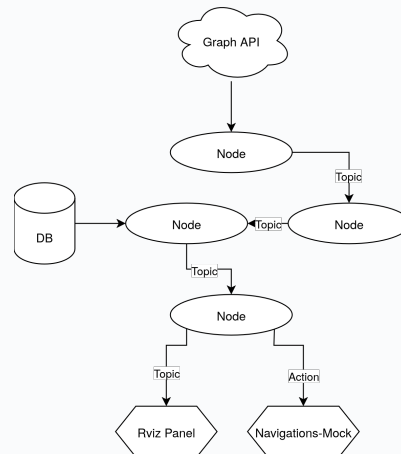 Graph API
Node
Topic
DB
Node
Topic
Node
Topic
Node
Topic
Action
Rviz Panel
Navigations-Mock